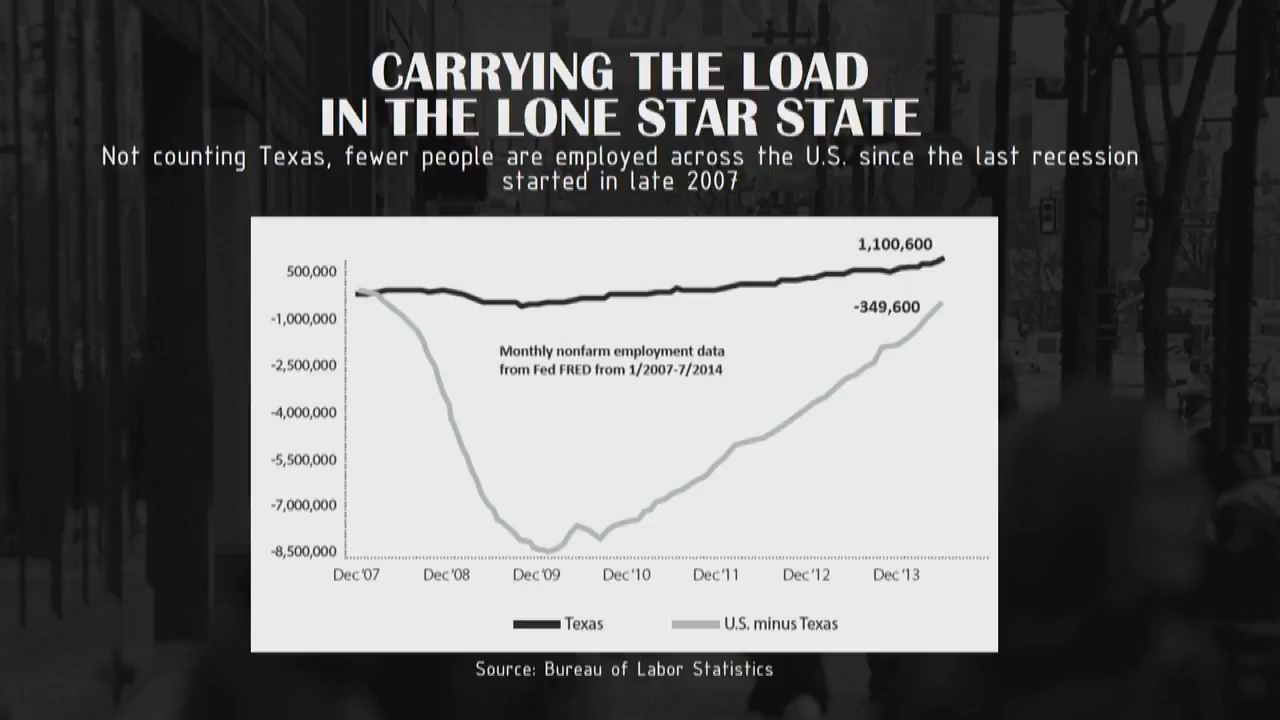 CARRYING THE LOAD
IN THE LONE STAR STATE
Not counting Texas, fewer people are employed across the U.S. since the last recession
started in late 2007
1,100,600
500,000
-349,600
-1,000,000
Monthly nonfarm employment data
from Fed FRED from 1/2007-7/2014
-2,500,000
-4,000,000
-5,500,000
-7,000,000
-8,500,000
Dec '07 Dec '08 Dec '09 Dec '10 Dec '11 Dec '12 Dec '13
Texas U.S. minus Texas
Source: Bureau of Labor Statistics